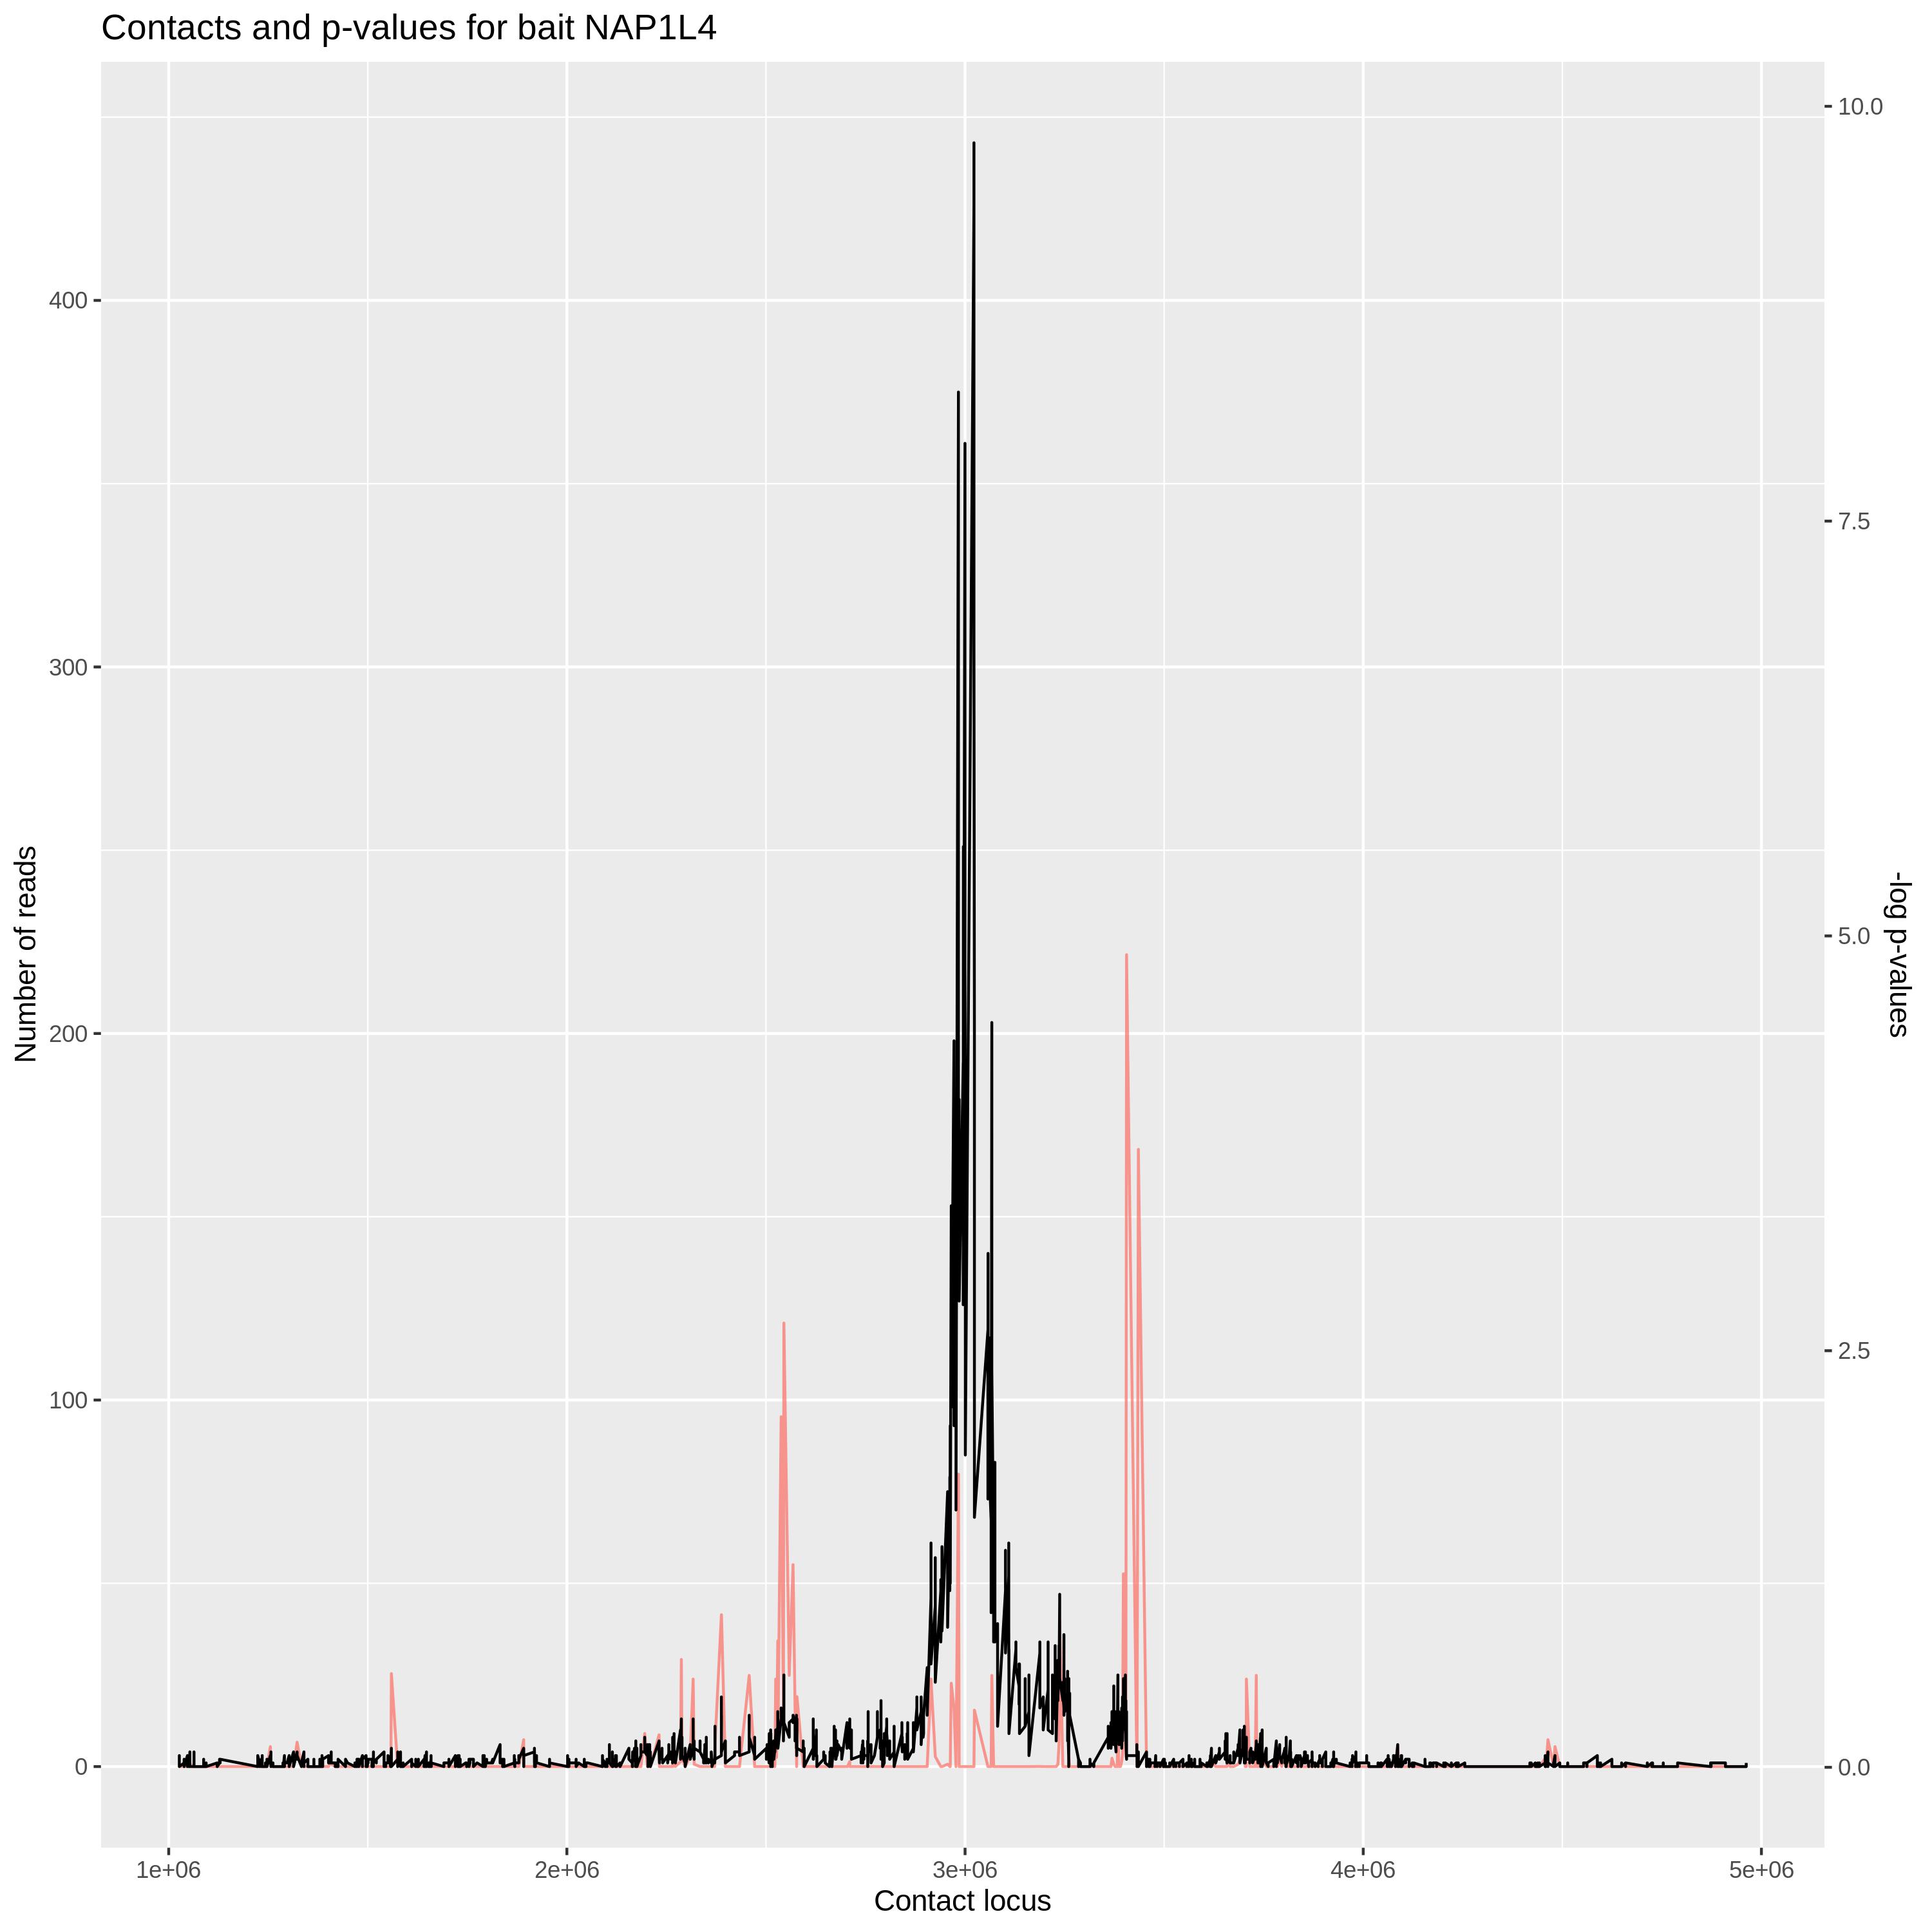 Contacts and p-values for bait NAP1L4
10.0
400
7.5
300
Number of reads
-log p-values
5.0
200
2.5
100
0
0.0
1e+06
2e+06
3e+06
4e+06
5e+06
Contact locus